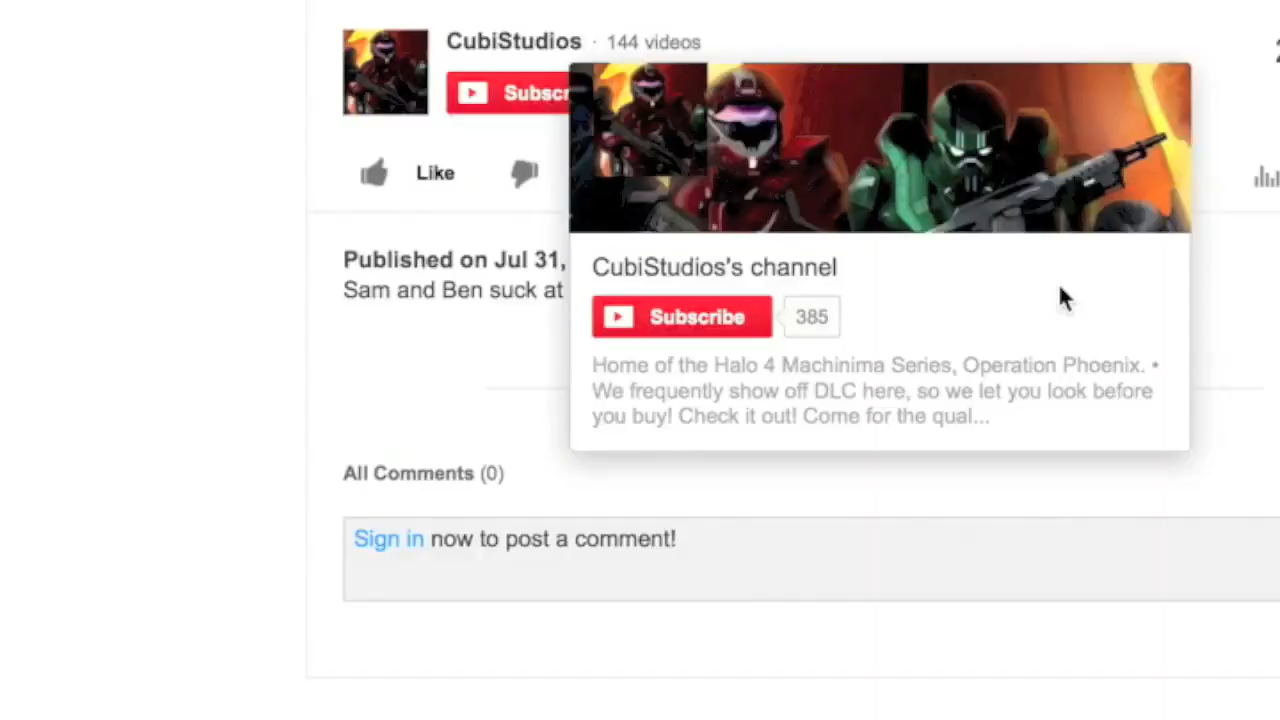 CubiStudios · 144 videos
Subscr
Like
Published on Jul 31,
Sam and Ben suck at
CubiStudios's channel
Subscribe 385
Home of the Halo 4 Machinima Series, Operation Phoenix. •
We frequently show off DLC here, so we let you look before
you buy! Check it out! Come for the qual...
All Comments (0)
Sign in now to post a comment!